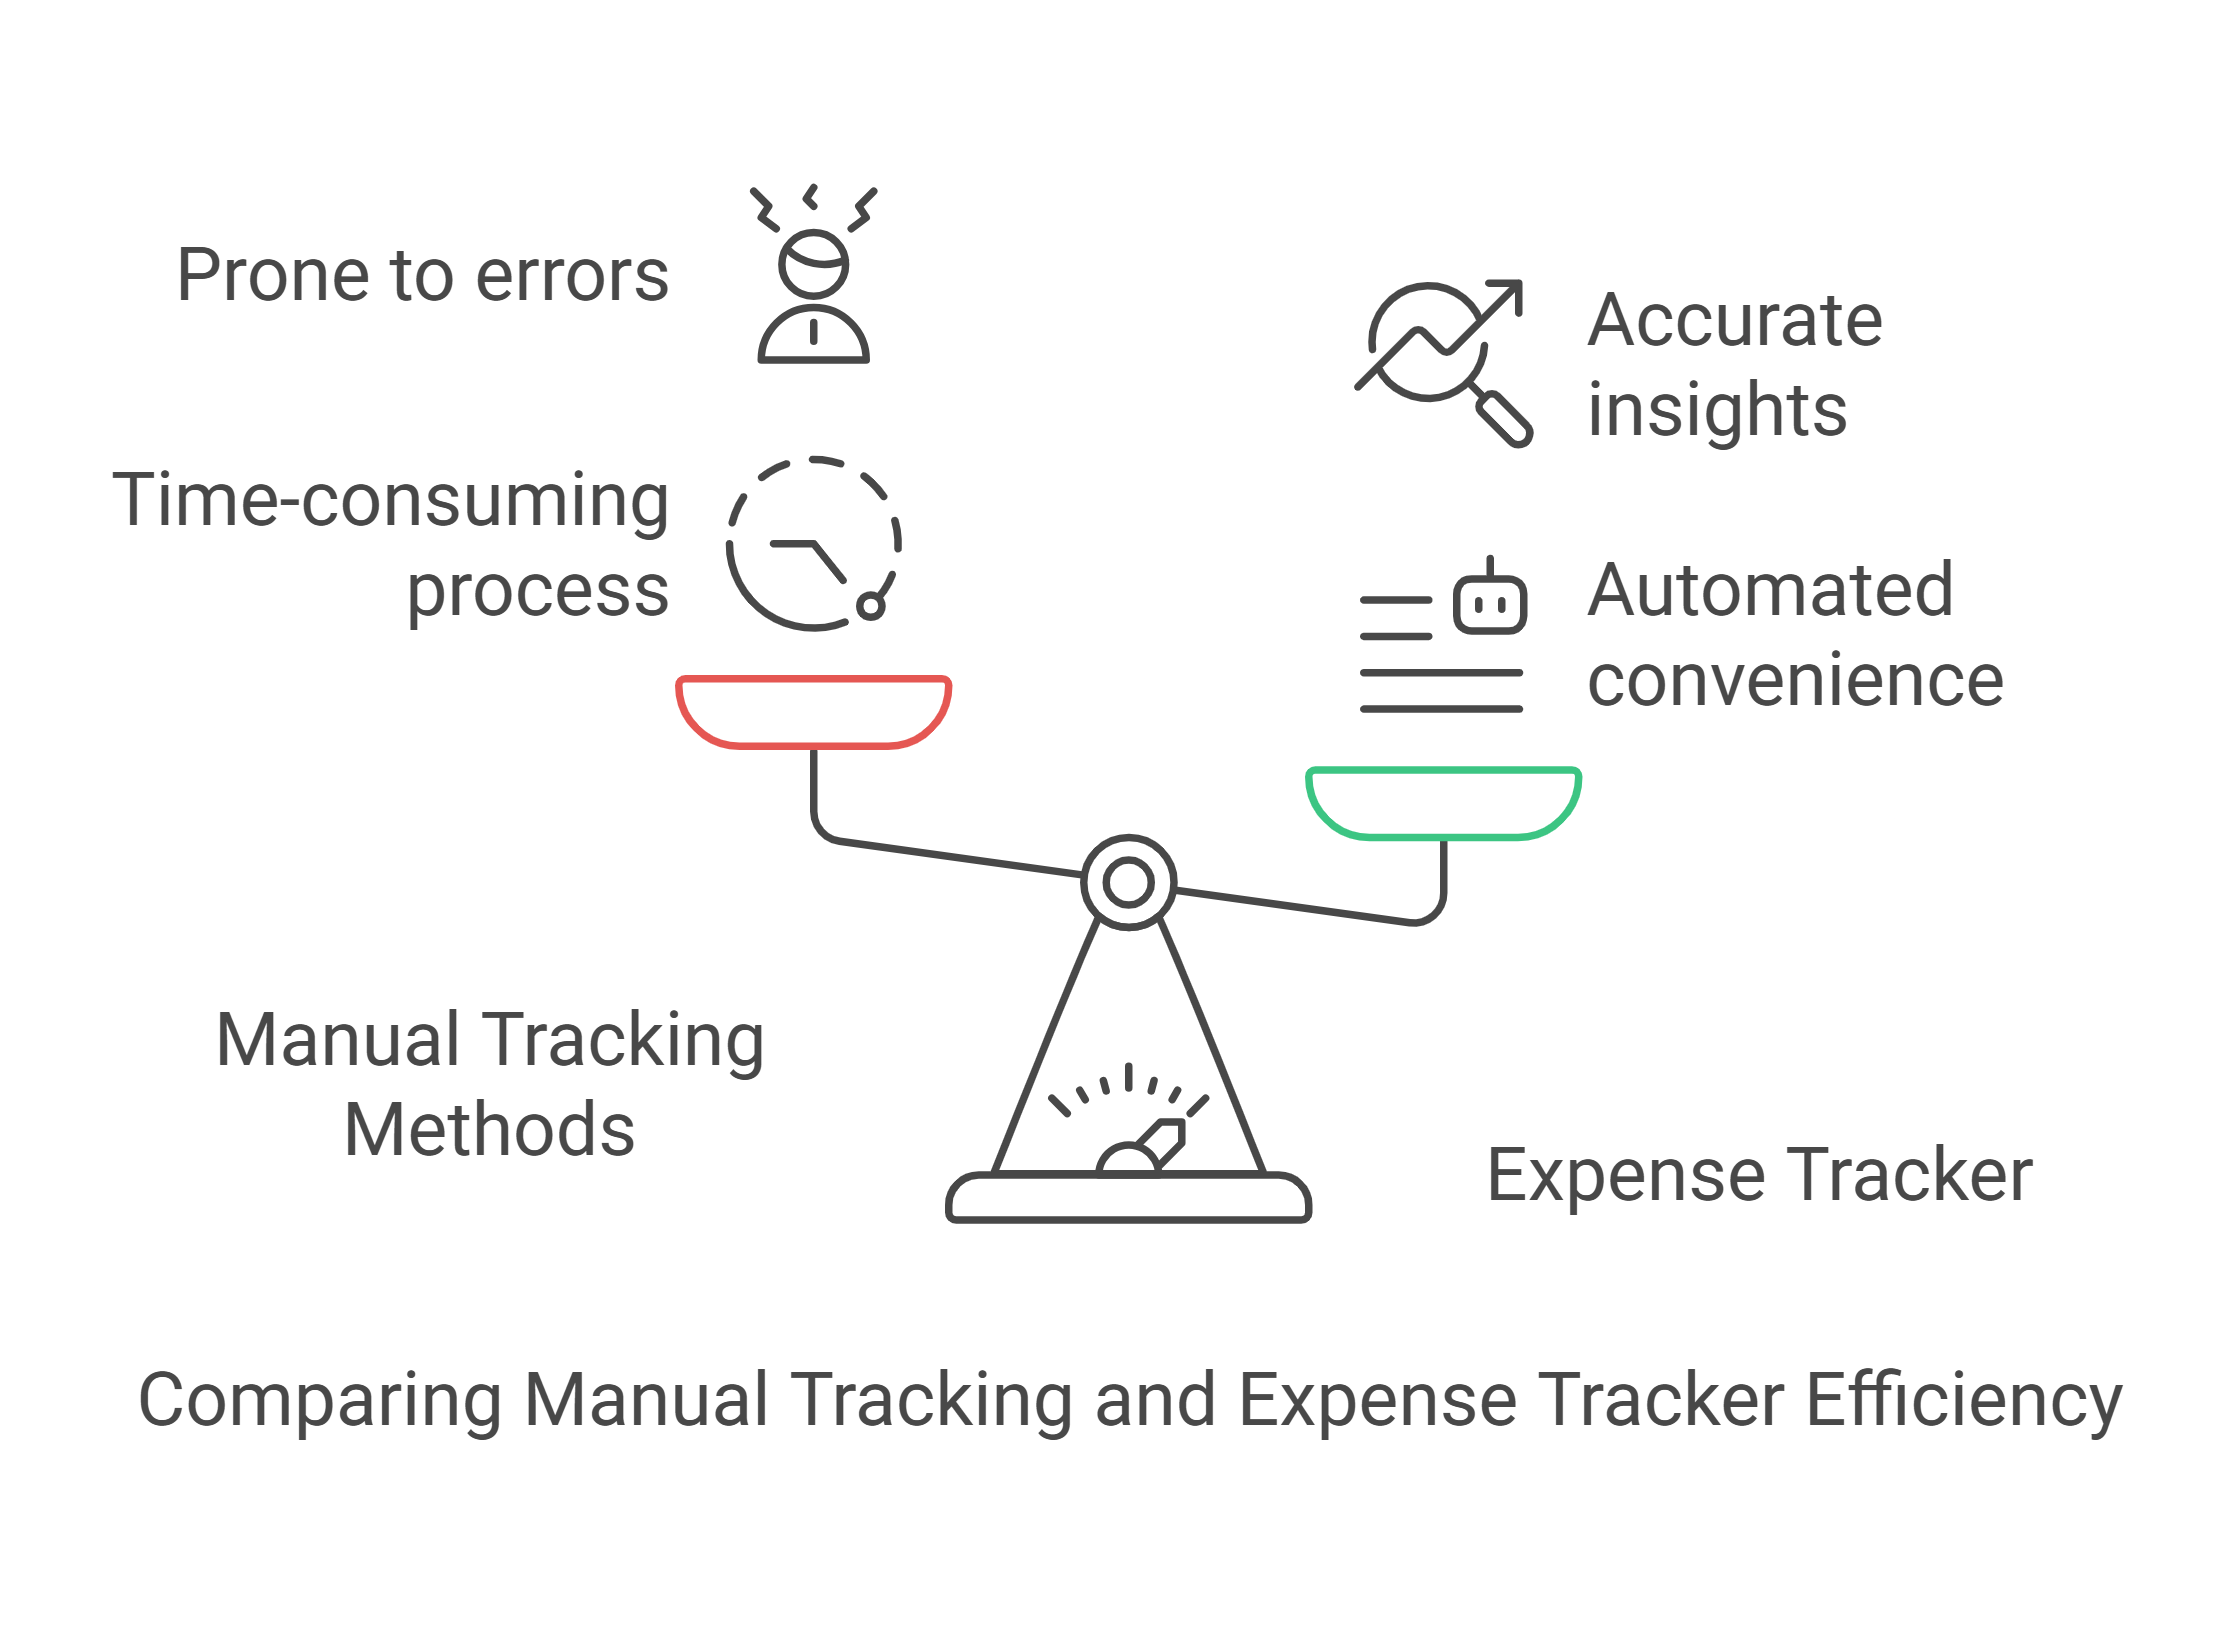 Prone to errors
Time-consuming
process
Accurate
insights
Automated
convenience
Manual Tracking
Methods
Expense Tracker
Comparing Manual Tracking and Expense Tracker Efficiency